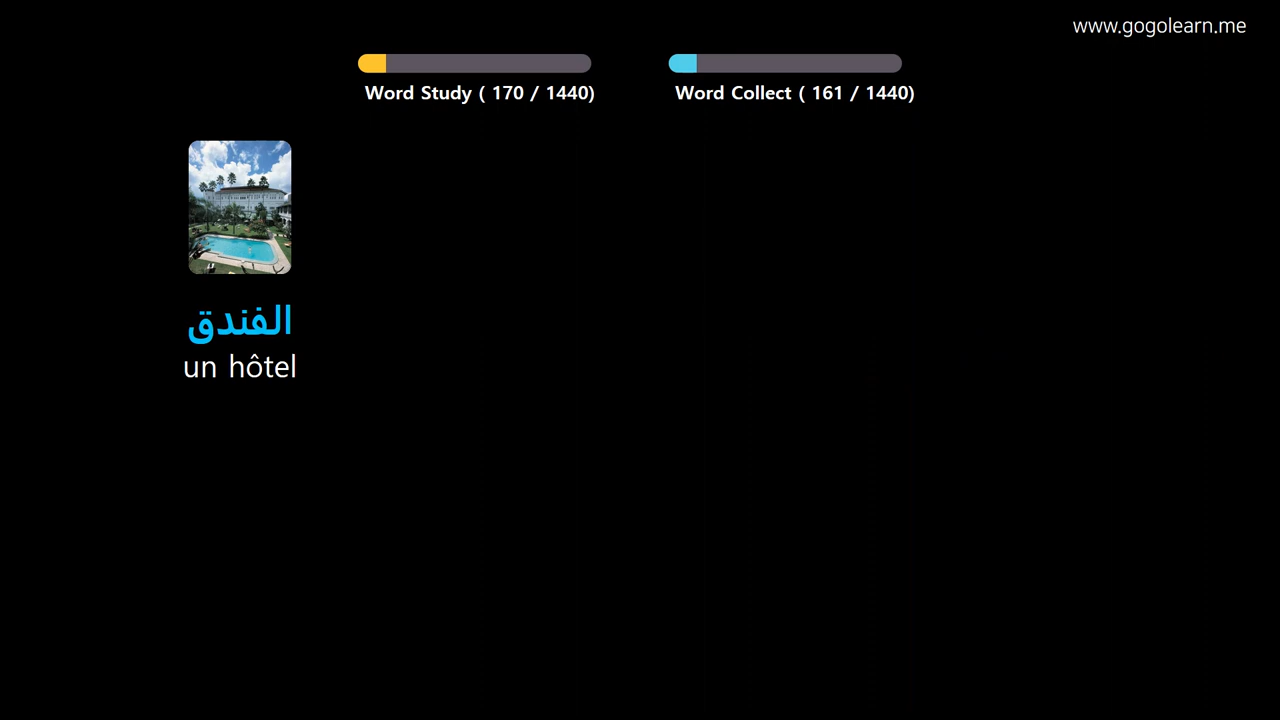 www.gogolearn.me
Word Study ( 170 / 1440)
Word Collect ( 161 / 1440)
الفندق
un hôtel